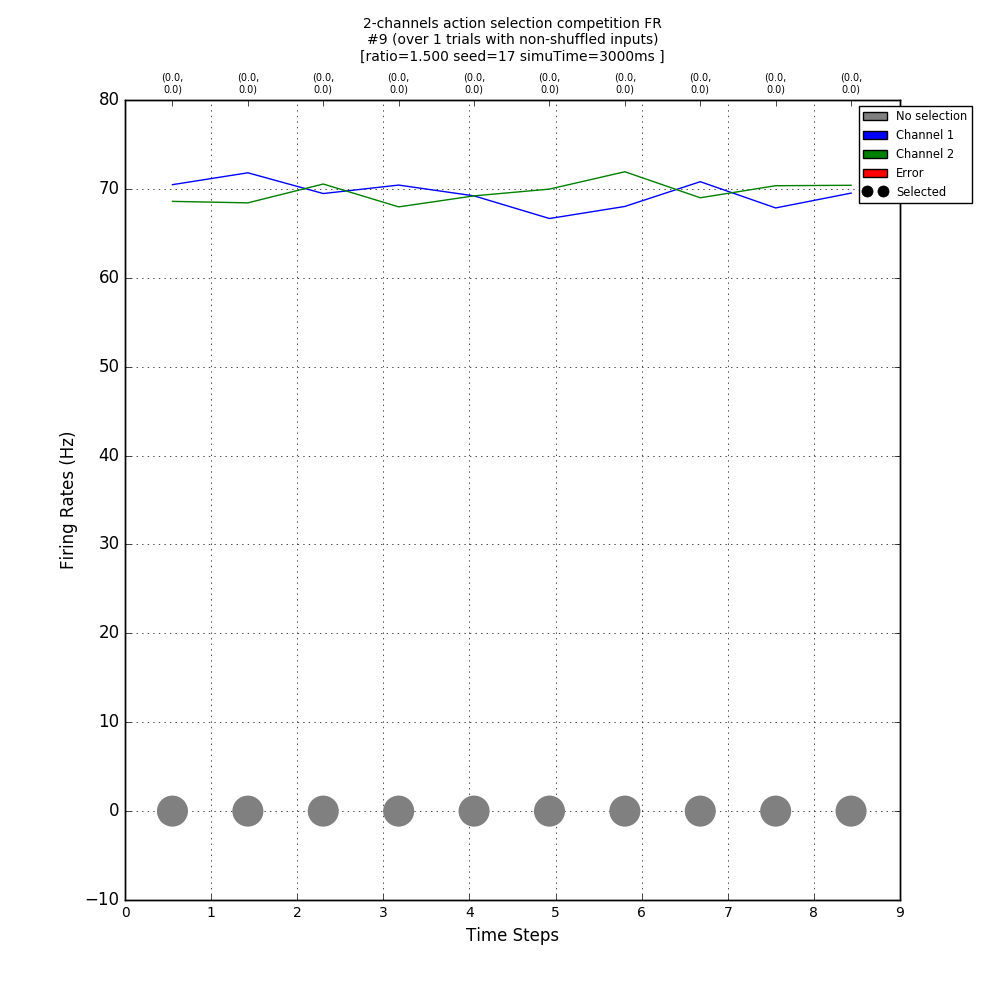 2-channels action selection competition FR
#9 (over 1 trials with non-shuffled inputs)
[ratio=1.500 seed=17 simuTime=3000ms ]
(0.0, (0.0, (0.0, (0.0, (0.0, (0.0, (0.0, (0.0, (0.0, (0.0,
0.0) 0.0) 0.0) 0.0) 0.0) 0.0) 0.0) 0.0) 0.0) 0.0)
80
70
60
50
40
30
20
10
0
−10
Firing Rates (Hz)
No selection
Channel 1
Channel 2
Error
Selected
0 1 2 3 4 5 6 7 8 9
Time Steps